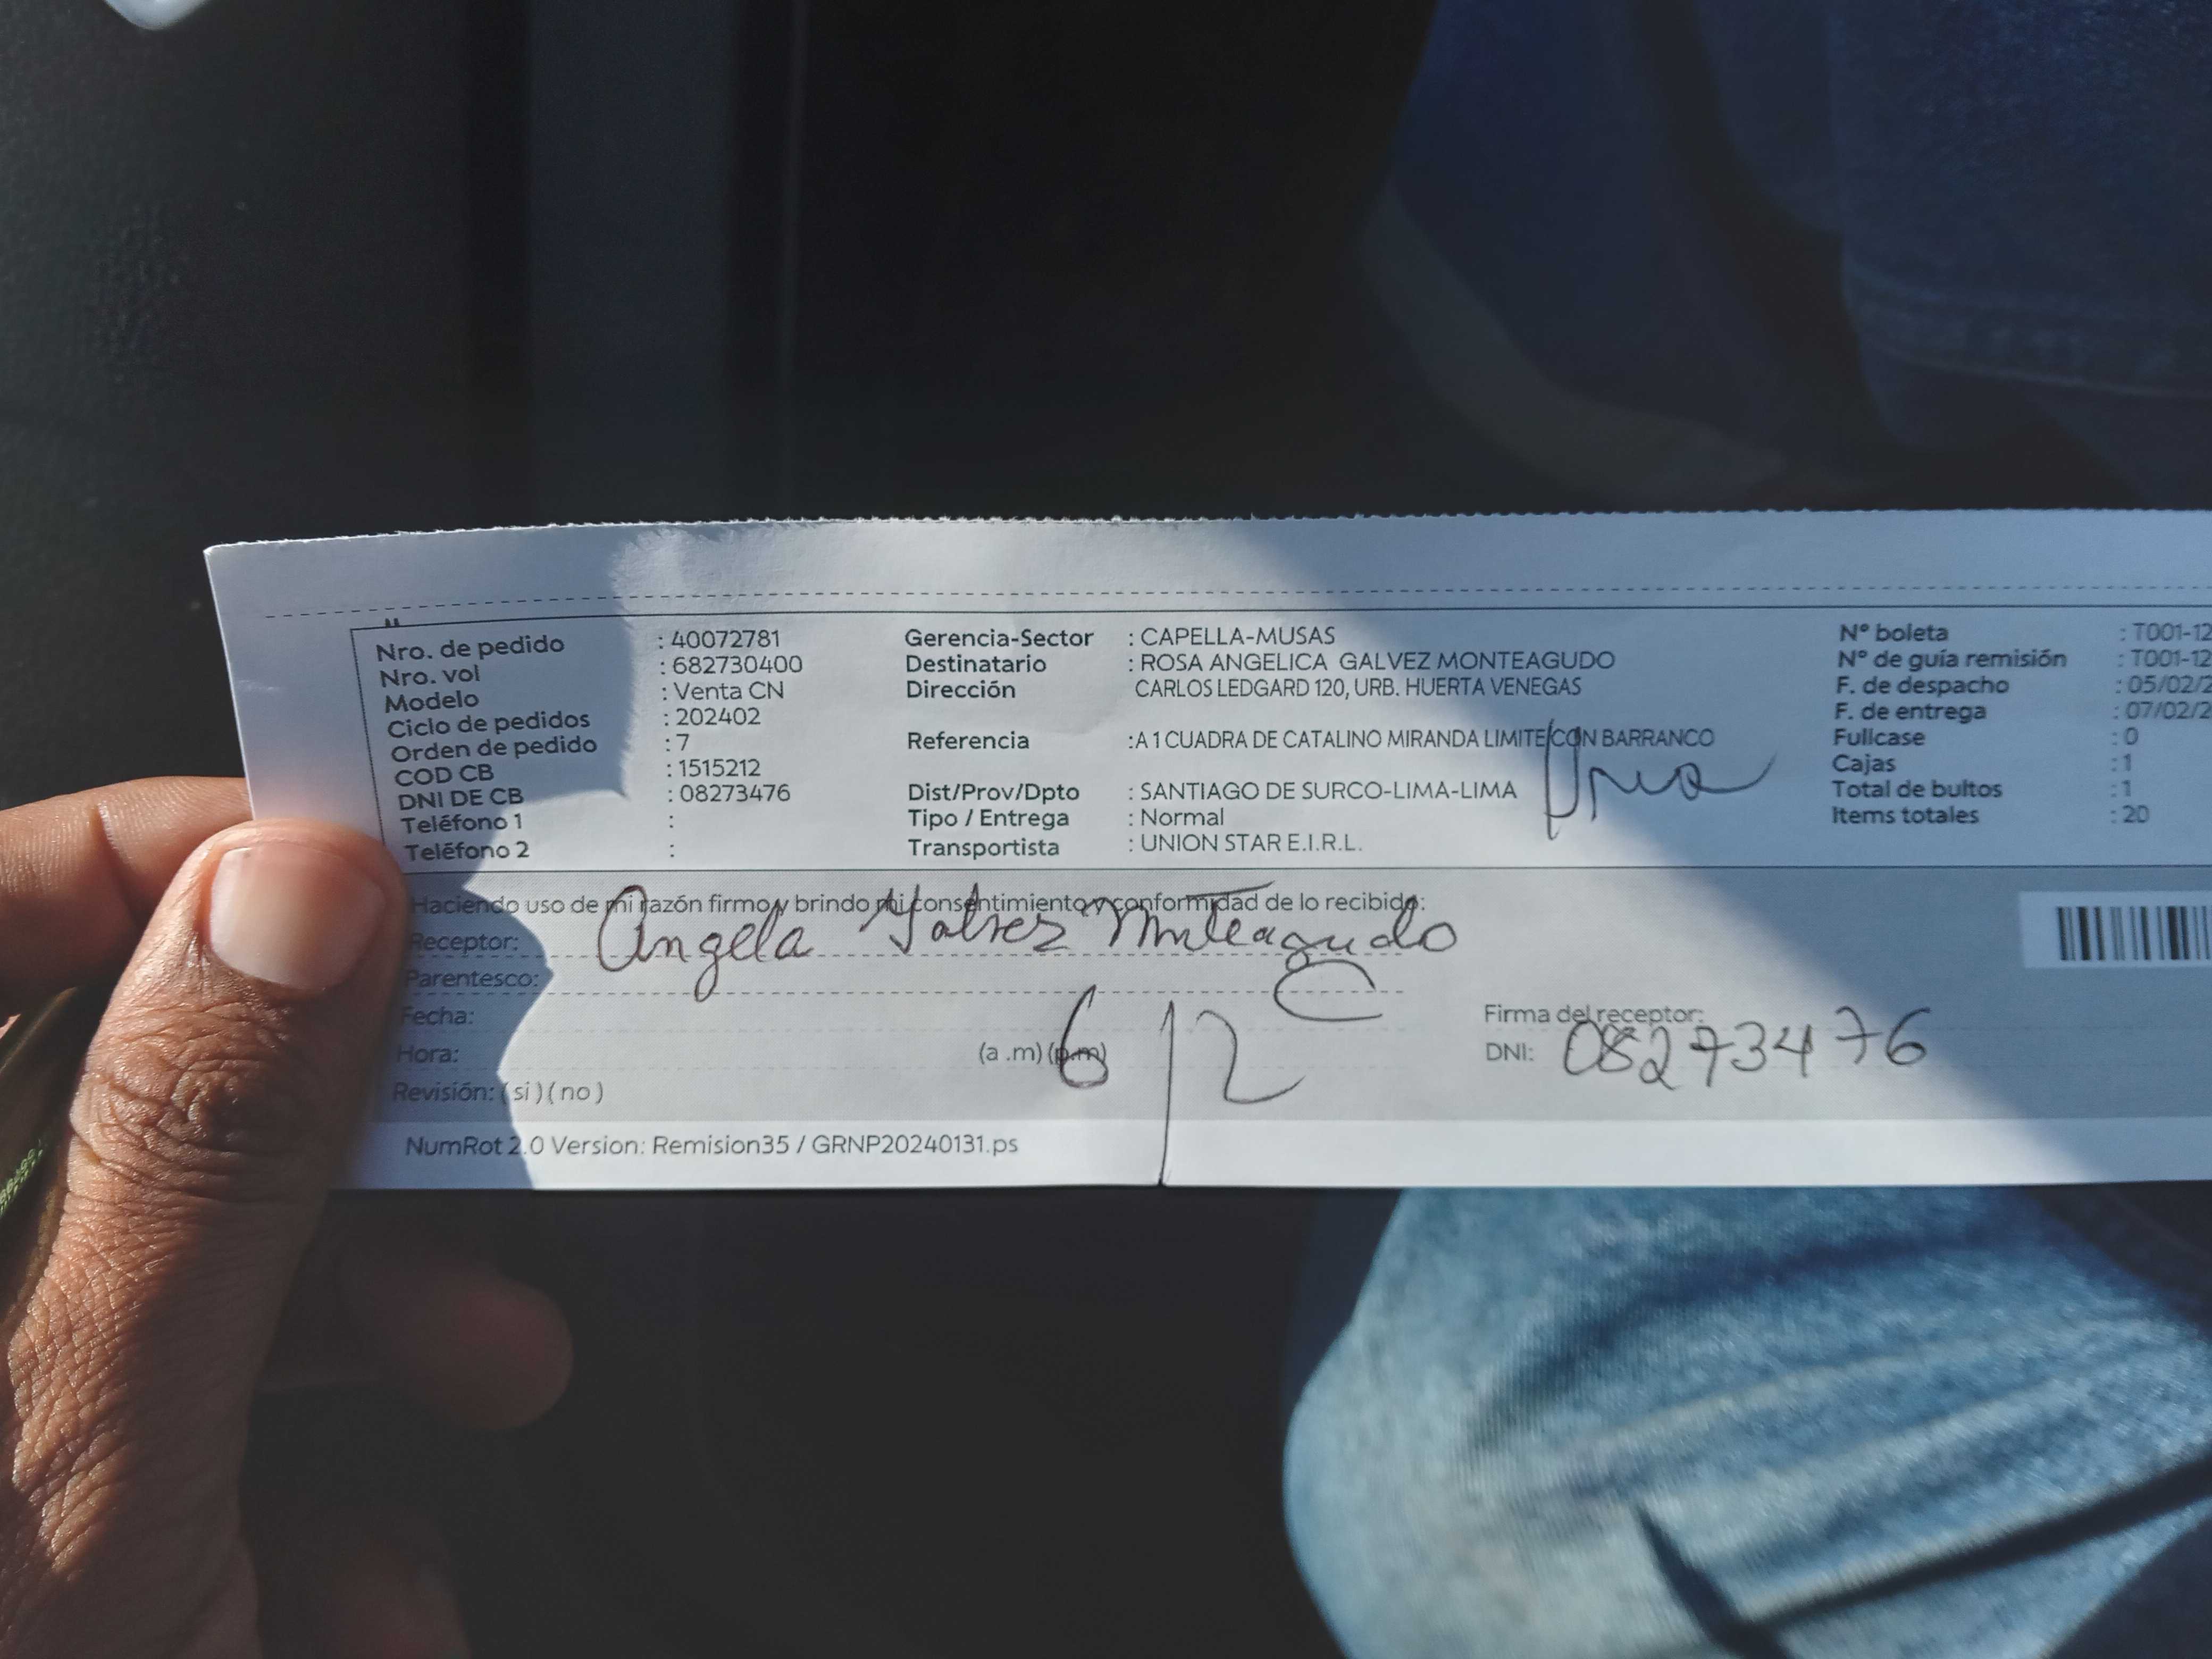 Nro. de pedido : 40072781
Nro. vol : 682730400
Modelo : Venta CN
Ciclo de pedidos : 202402
Orden de pedido : 7
COD CB : 1515212
DNI DE CB : 08273476
Teléfono 1 :
Teléfono 2 :
Gerencia-Sector : CAPELLA-MUSAS
Destinatario : ROSA ANGELICA GALVEZ MONTEAGUDO
Dirección CARLOS LEDGARD 120, URB. HUERTA VENEGAS
Referencia :A 1 CUADRA DE CATALINO MIRANDA LIMITE CON BARRANCO
Dist/Prov/Dpto : SANTIAGO DE SURCO-LIMA-LIMA
Tipo / Entrega : Normal
Transportista : UNION STAR E.I.R.L.
Nº boleta : T001-12
Nº de guía remisión : T001-12
F. de despacho : 05/02/2
F. de entrega : 07/02/2
Fullcase : 0
Cajas : 1
Total de bultos : 1
Items totales : 20
Haciendo uso de mi razón firmo y brindo mi consentimiento y conformidad de lo recibido:
Receptor: Angela Galvez Monteagudo
Parentesco:
Fecha:
Hora: (a .m) (p.m) 6/2
Revisión: ( si ) ( no )
Firma del receptor:
DNI: 08273476
NumRot 2.0 Version: Remision35 / GRNP20240131.ps